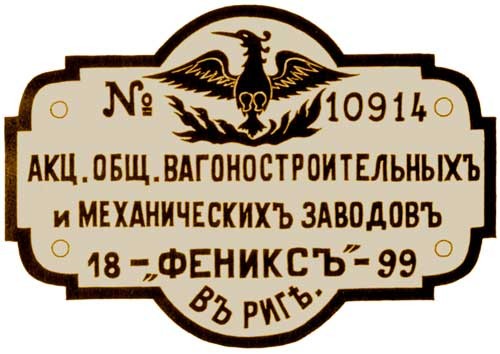 № 10914
АКЦ. ОБЩ. ВАГОНОСТРОИТЕЛЬНЫХЪ
и МЕХАНИЧЕСКИХЪ ЗАВОДОВЪ
18 – „ФЕНИКСЪ” – 99
ВЪ РИГѢ.